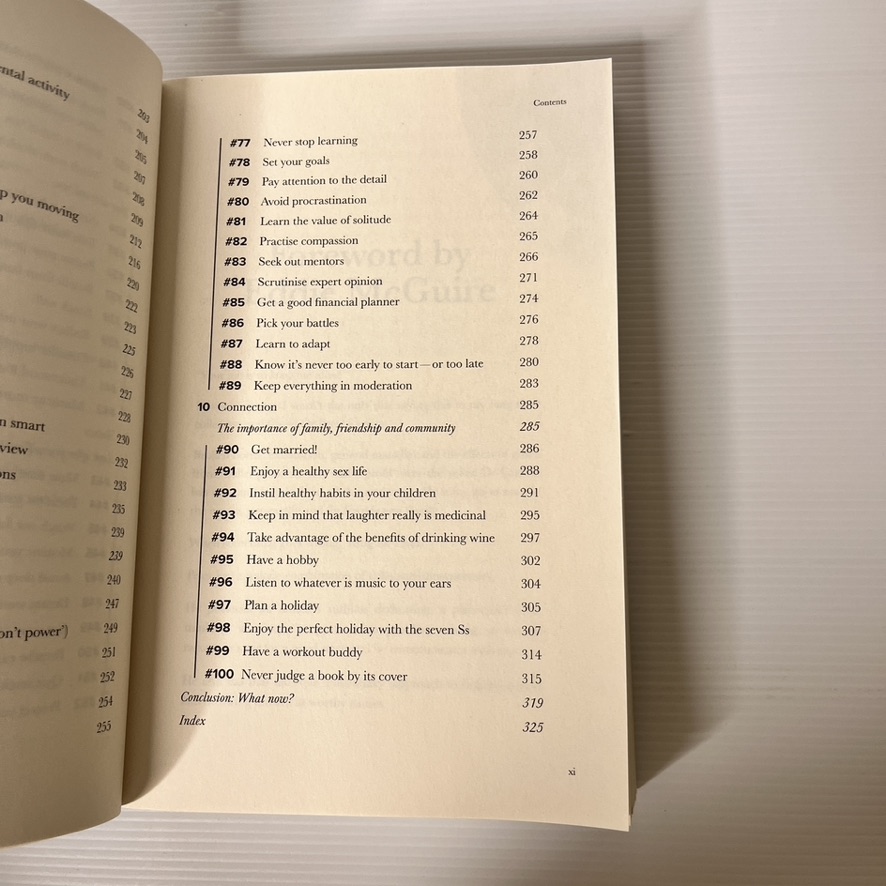 ental activity
203
204
205
207
208
p you moving
209
212
216
220
222
223
225
226
227
228
n smart
230
view
232
ons
233
235
239
239
240
247
on't power') 249
251
252
254
255
Contents
#77 Never stop learning 257
#78 Set your goals 258
#79 Pay attention to the detail 260
#80 Avoid procrastination 262
#81 Learn the value of solitude 264
#82 Practise compassion 265
#83 Seek out mentors 266
#84 Scrutinise expert opinion 271
#85 Get a good financial planner 274
#86 Pick your battles 276
#87 Learn to adapt 278
#88 Know it's never too early to start—or too late 280
#89 Keep everything in moderation 283
10 Connection 285
The importance of family, friendship and community 285
#90 Get married! 286
#91 Enjoy a healthy sex life 288
#92 Instil healthy habits in your children 291
#93 Keep in mind that laughter really is medicinal 295
#94 Take advantage of the benefits of drinking wine 297
#95 Have a hobby 302
#96 Listen to whatever is music to your ears 304
#97 Plan a holiday 305
#98 Enjoy the perfect holiday with the seven Ss 307
#99 Have a workout buddy 314
#100 Never judge a book by its cover 315
Conclusion: What now? 319
Index 325
xi